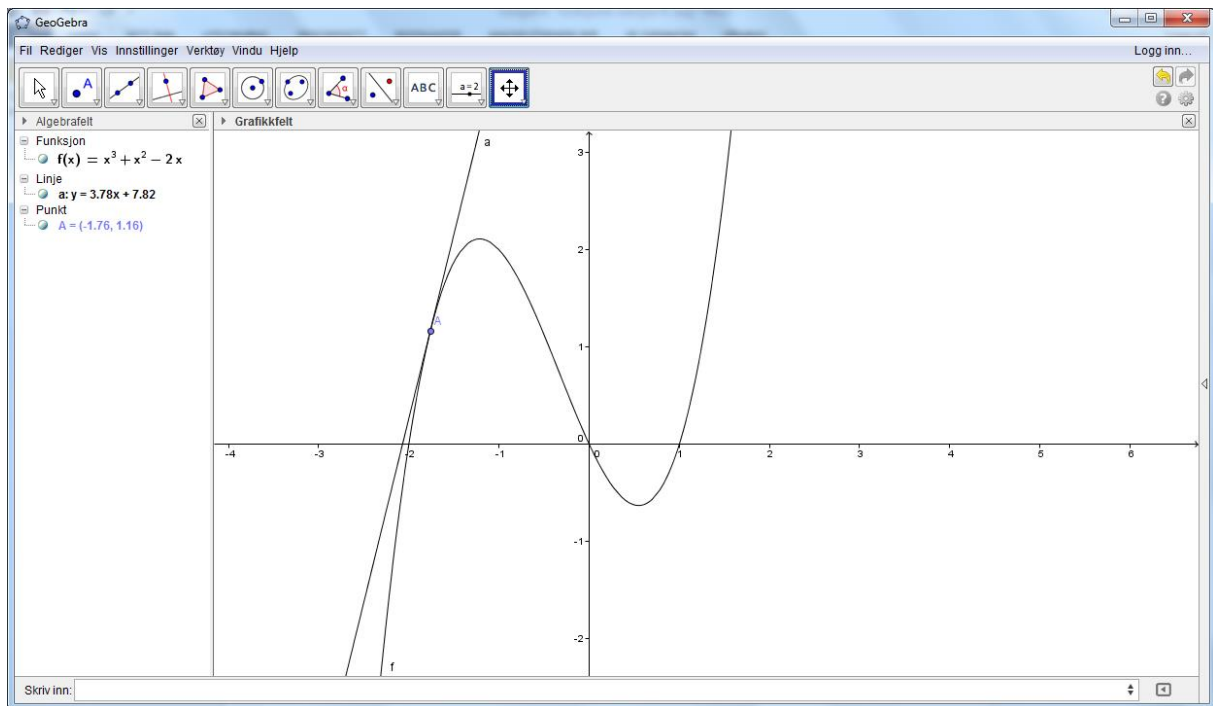 GeoGebra
Fil Rediger Vis Innstillinger Verktøy Vindu Hjelp
Logg inn...
A
α
ABC
a=2
Algebrafelt
Grafikkfelt
Funksjon
f(x) = x³ + x² − 2 x
Linje
a: y = 3.78x + 7.82
Punkt
A = (-1.76, 1.16)
a
3
2
A
1
0
-4 -3 -2 -1 0 1 2 3 4 5 6
-1
-2
f
Skriv inn: